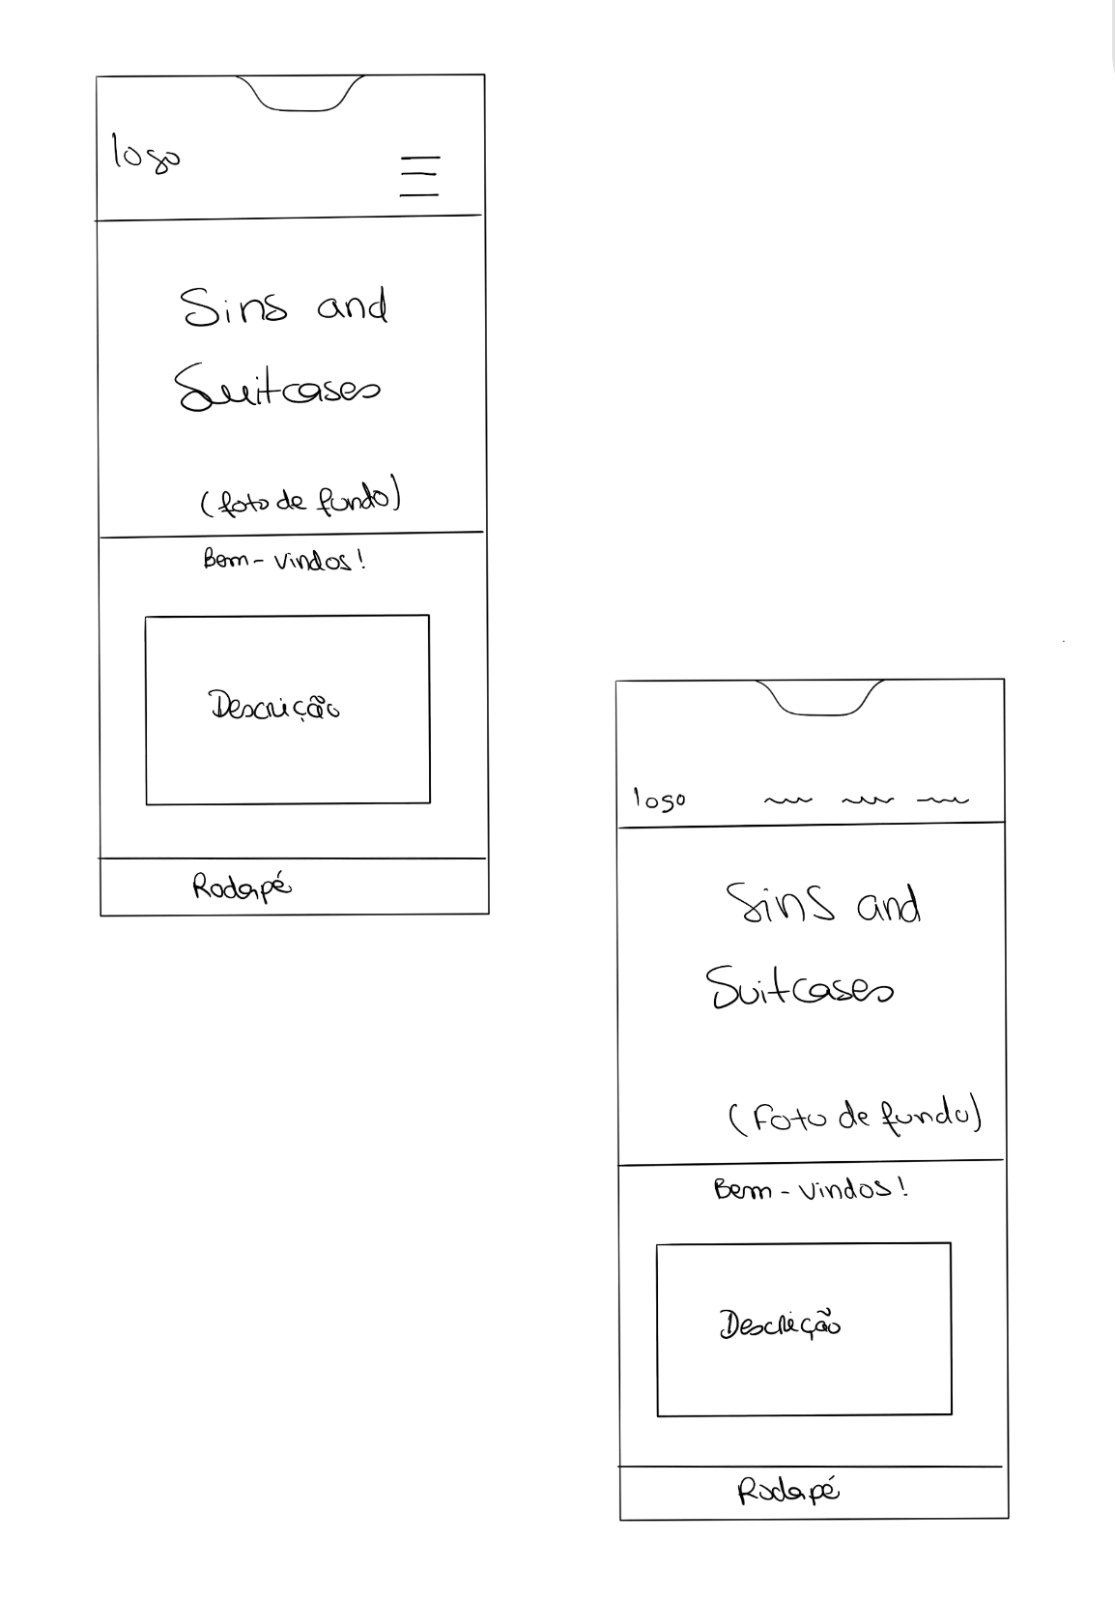 logo
Sins and
Suitcases
(foto de fundo)
Bem-vindos!
Descrição
Rodapé
logo
Sins and
Suitcases
(Foto de fundo)
Bem-vindos!
Descrição
Rodapé